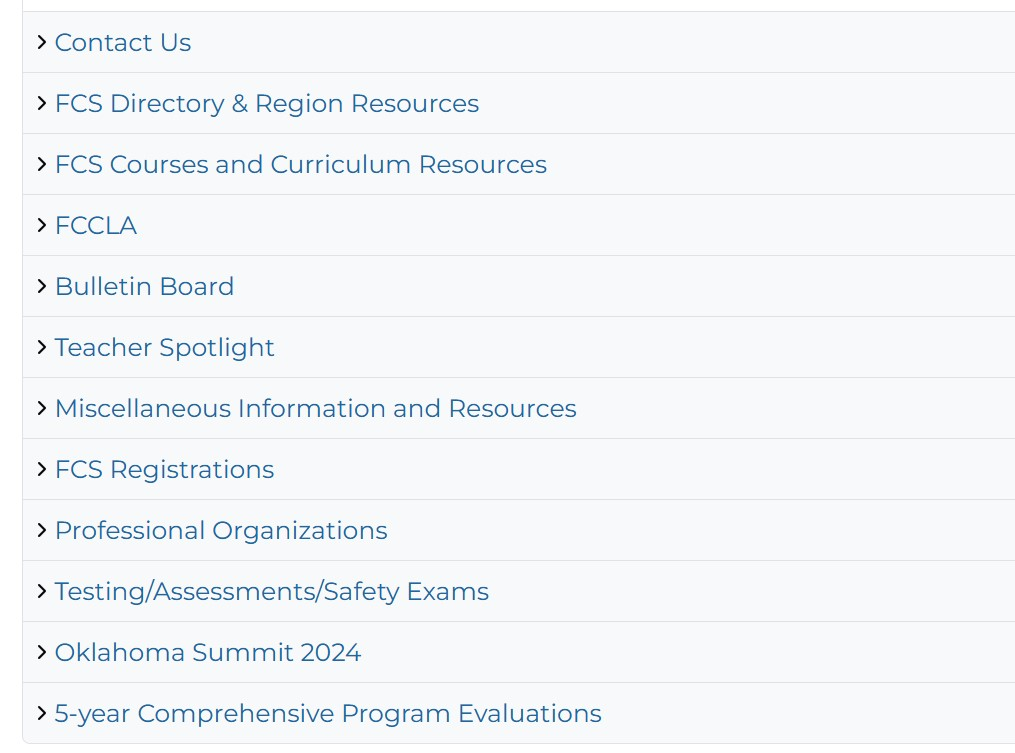 Contact Us
FCS Directory & Region Resources
FCS Courses and Curriculum Resources
FCCLA
Bulletin Board
Teacher Spotlight
Miscellaneous Information and Resources
FCS Registrations
Professional Organizations
Testing/Assessments/Safety Exams
Oklahoma Summit 2024
5-year Comprehensive Program Evaluations